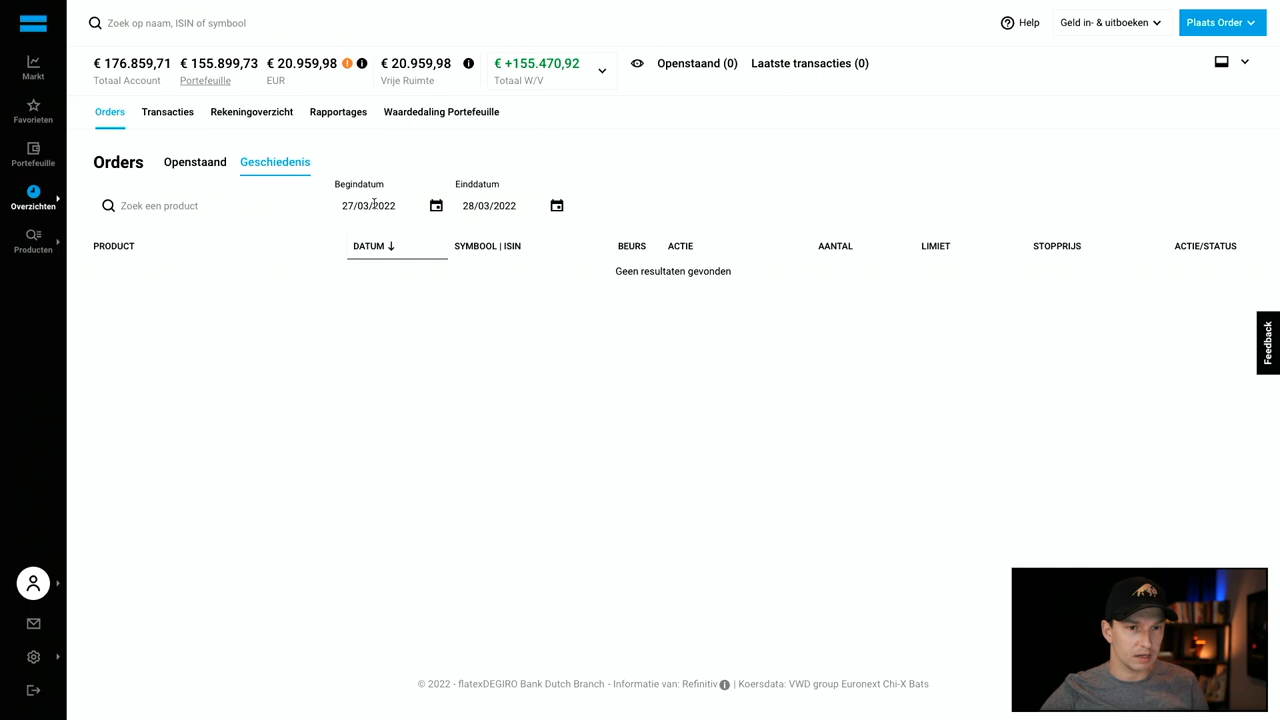 Zoek op naam, ISIN of symbool
Help
Geld in- & uitboeken
Plaats Order
€ 176.859,71
€ 155.899,73
€ 20.959,98
€ 20.959,98
€ +155.470,92
Openstaand (0)
Laatste transacties (0)
Totaal Account
Portefeuille
EUR
Vrije Ruimte
Totaal W/V
Markt
Favorieten
Portefeuille
Overzichten
Producten
Orders
Transacties
Rekeningoverzicht
Rapportages
Waardedaling Portefeuille
Orders
Openstaand
Geschiedenis
Begindatum
Einddatum
Zoek een product
27/03/2022
28/03/2022
PRODUCT
DATUM
SYMBOOL | ISIN
BEURS
ACTIE
AANTAL
LIMIET
STOPPRIJS
ACTIE/STATUS
Geen resultaten gevonden
Feedback
© 2022 - flatexDEGIRO Bank Dutch Branch - Informatie van: Refinitiv | Koersdata: VWD group Euronext Chi-X Bats